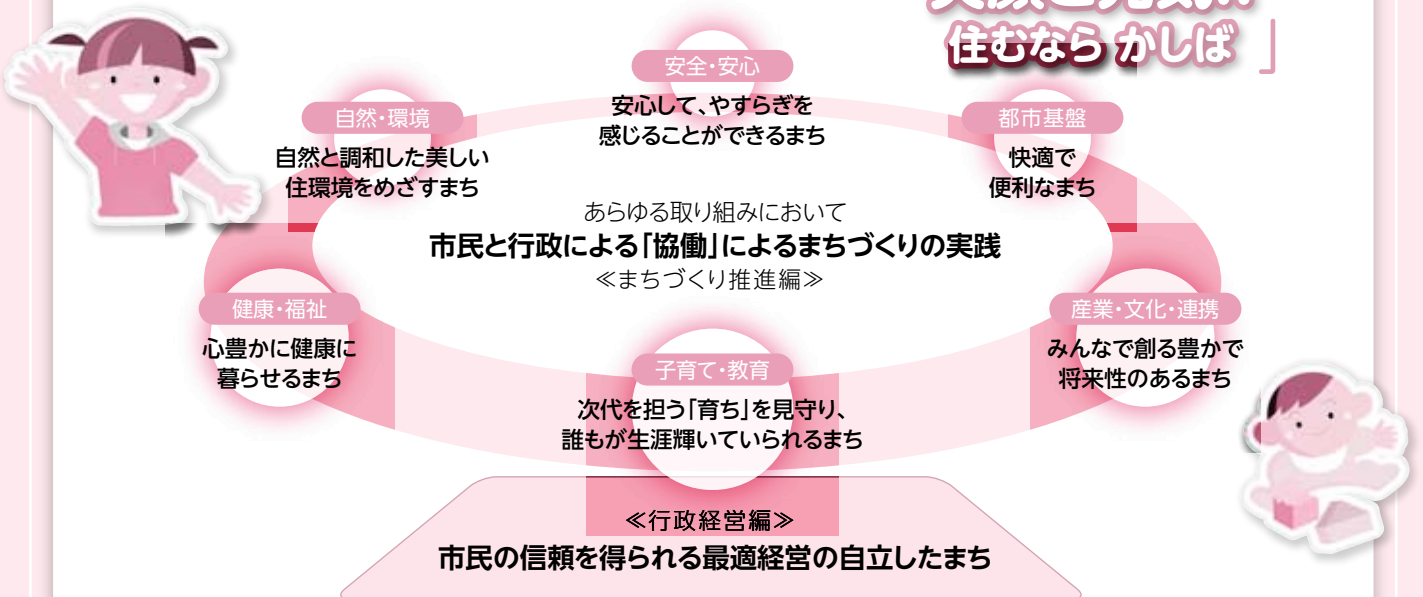 住むなら かしば 」
安全・安心
安心して、やすらぎを
感じることができるまち
自然・環境
自然と調和した美しい
住環境をめざすまち
都市基盤
快適で
便利なまち
あらゆる取り組みにおいて
市民と行政による「協働」によるまちづくりの実践
≪まちづくり推進編≫
健康・福祉
心豊かに健康に
暮らせるまち
産業・文化・連携
みんなで創る豊かで
将来性のあるまち
子育て・教育
次代を担う「育ち」を見守り、
誰もが生涯輝いていられるまち
≪行政経営編≫
市民の信頼を得られる最適経営の自立したまち